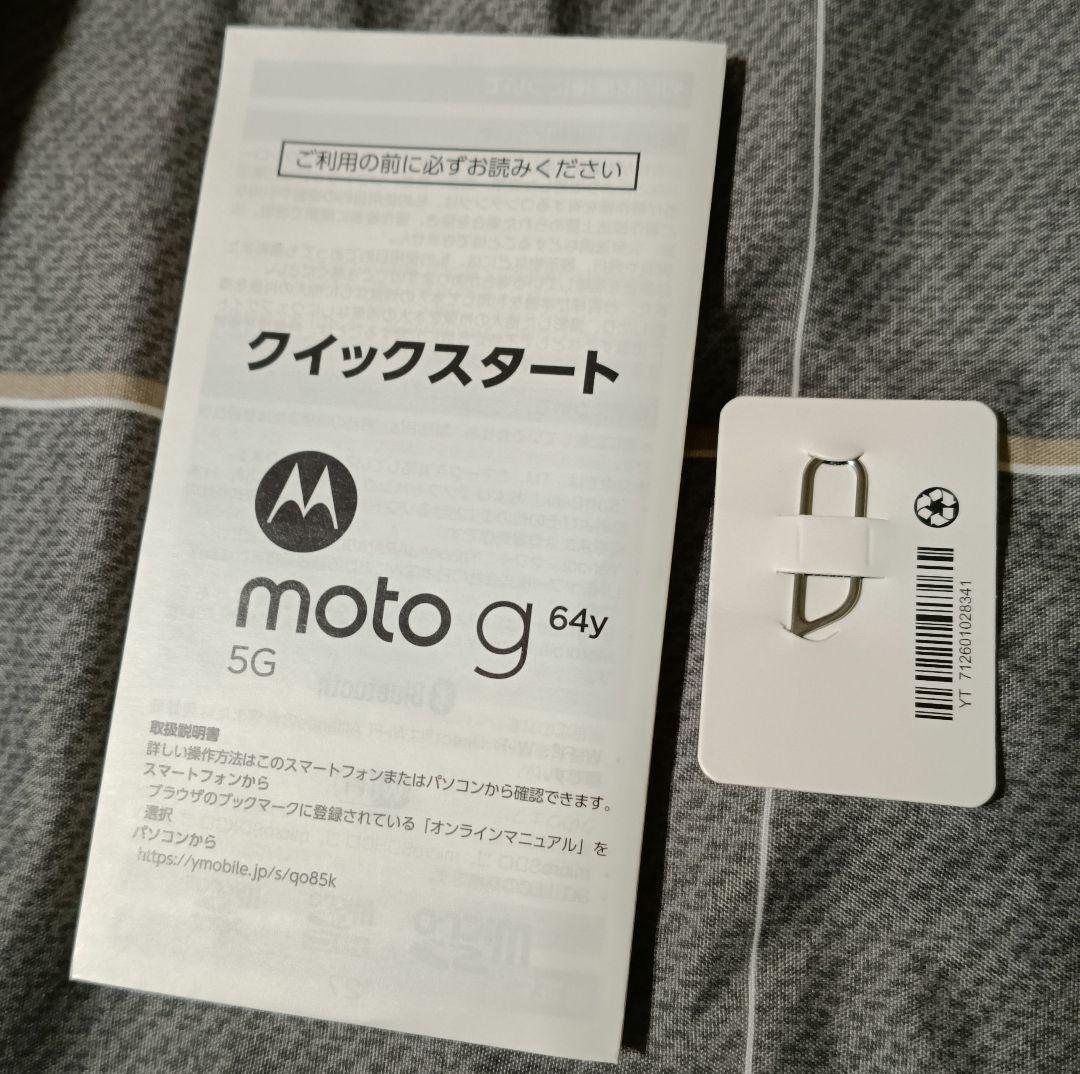 ご利用の前に必ずお読みください
クイックスタート
moto g 64y
5G
取扱説明書
詳しい操作方法はこのスマートフォンまたはパソコンから確認できます。
スマートフォンから
ブラウザのブックマークに登録されている「オンラインマニュアル」を
選択
パソコンから
https://ymobile.jp/s/qo85k
YT 712601028341